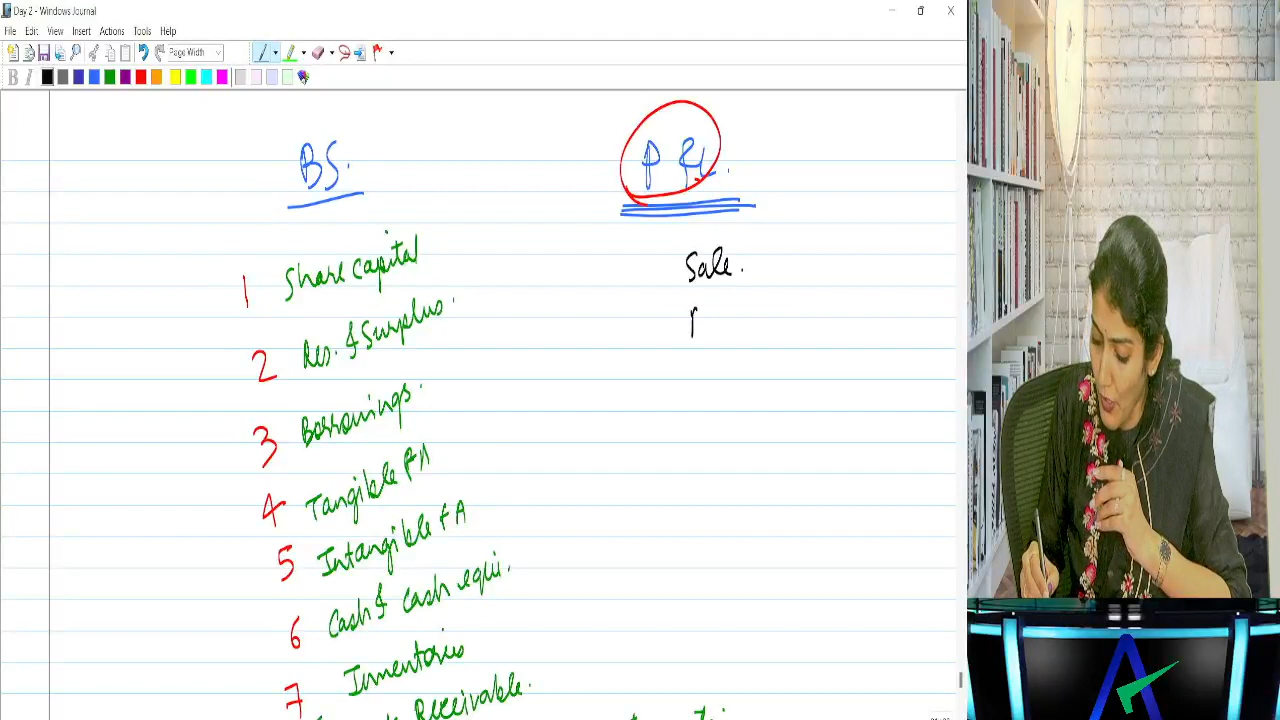 Day 2 - Windows Journal
File Edit View Insert Actions Tools Help
Page Width
B I
BS.
P & L.
1 Share capital
2 Res. & Surplus.
3 Borrowings.
4 Tangible FA
5 Intangible FA
6 Cash & cash equi.
7 Inventories
Receivable.
Sale.